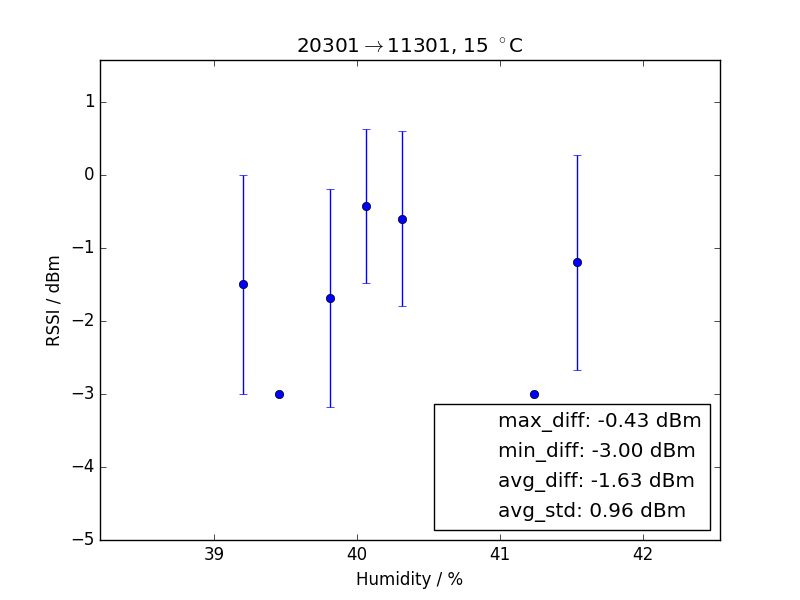 20301→11301, 15 °C
1
0
−1
−2
−3
−4
−5
RSSI / dBm
39
40
41
42
Humidity / %
max_diff: -0.43 dBm
min_diff: -3.00 dBm
avg_diff: -1.63 dBm
avg_std: 0.96 dBm